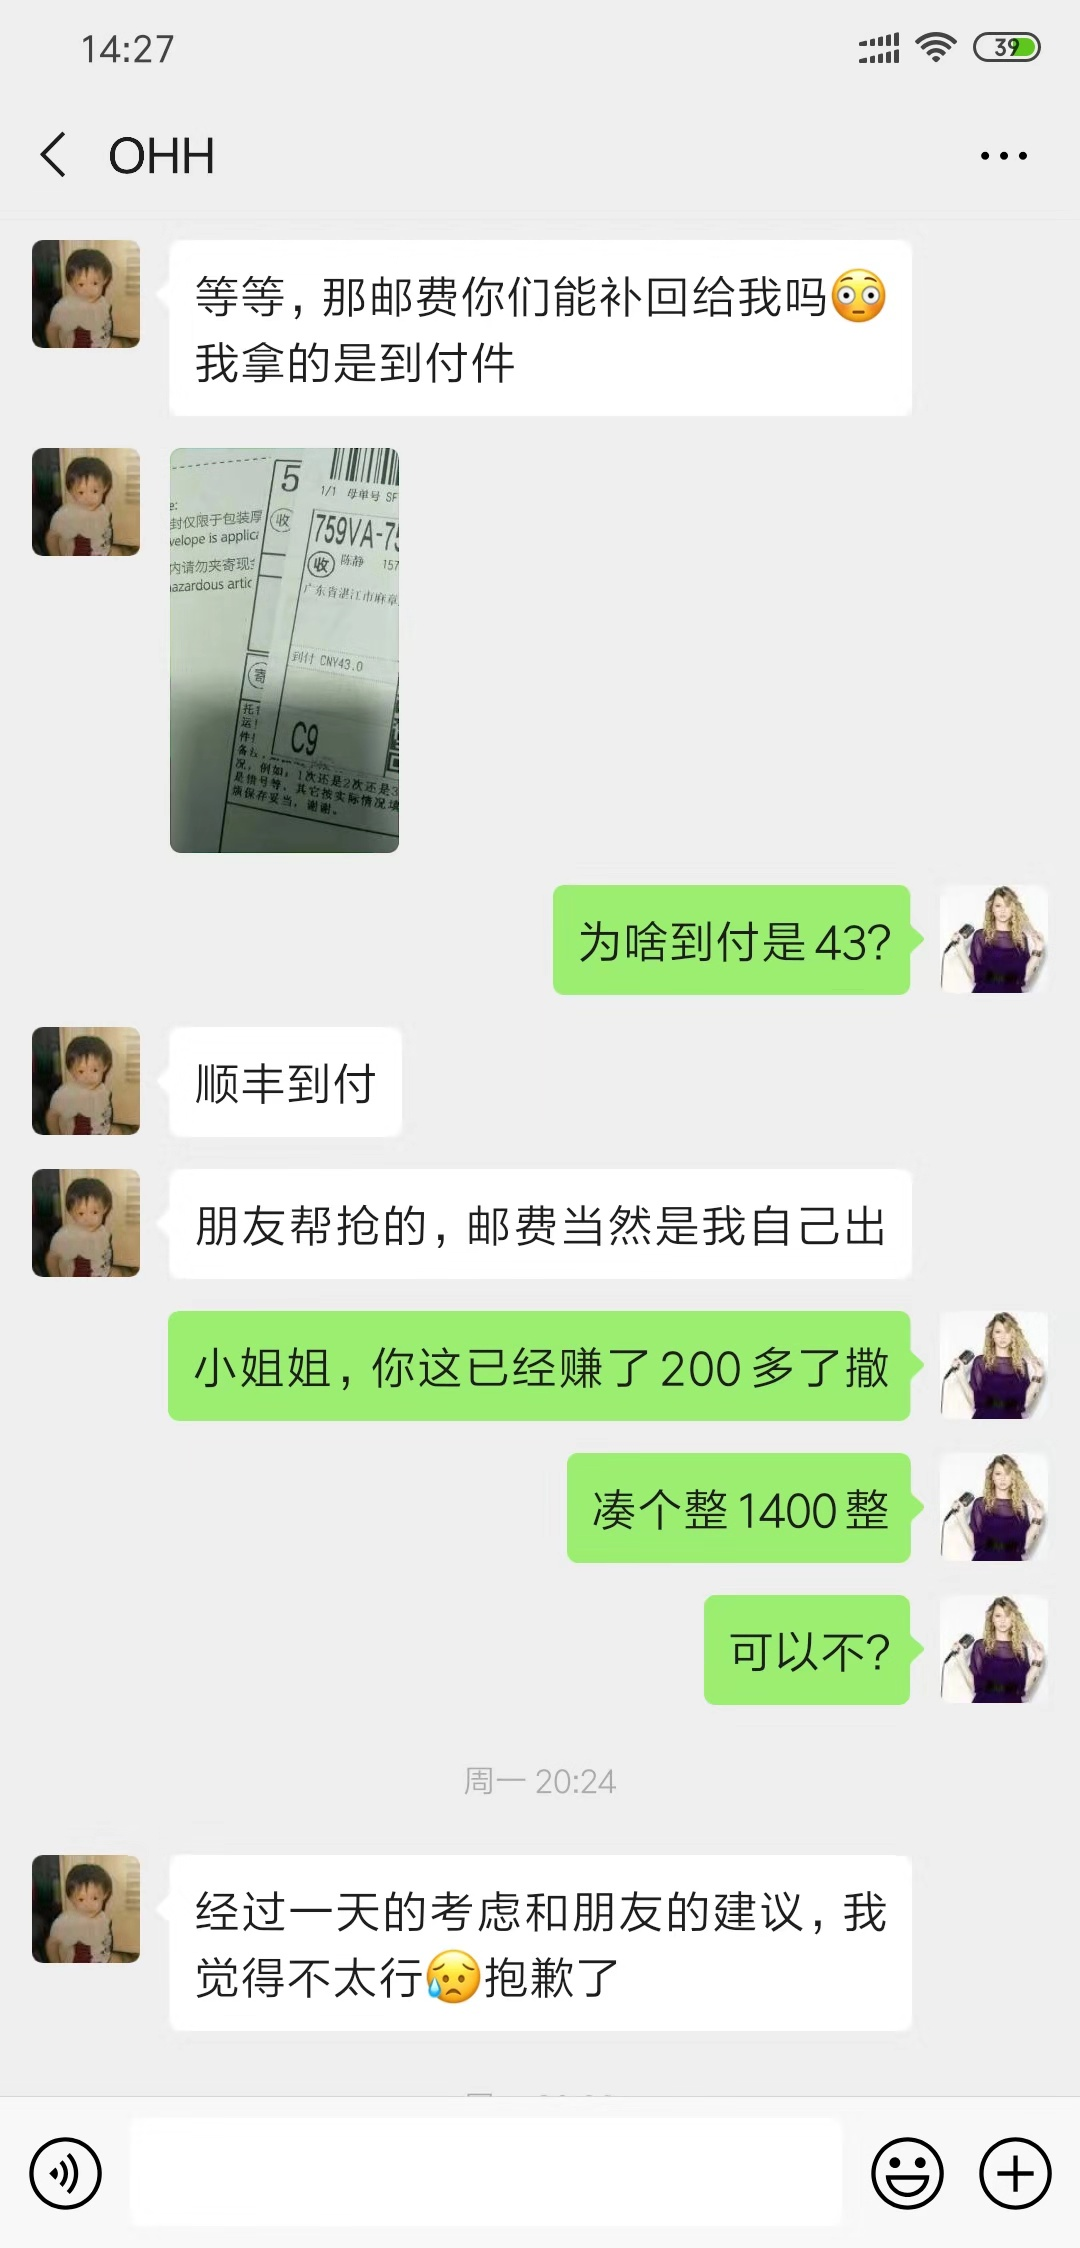 14:27
39
OHH
等等，那邮费你们能补回给我吗😳
我拿的是到付件
5
1/1 母单号 SF
封仅限于包装厚
velope is applic
收
759VA-75
收 陈静 157
内请勿夹寄现
azardous artic
广东省湛江市麻章
到付 CNY43.0
寄
C9
况，例如：1次还是2次还是3
是信号等，其它按实际情况填
须保存妥当，谢谢。
为啥到付是43?
顺丰到付
朋友帮抢的，邮费当然是我自己出
小姐姐，你这已经赚了200多了撒
凑个整1400整
可以不?
周一 20:24
经过一天的考虑和朋友的建议，我
觉得不太行😥抱歉了